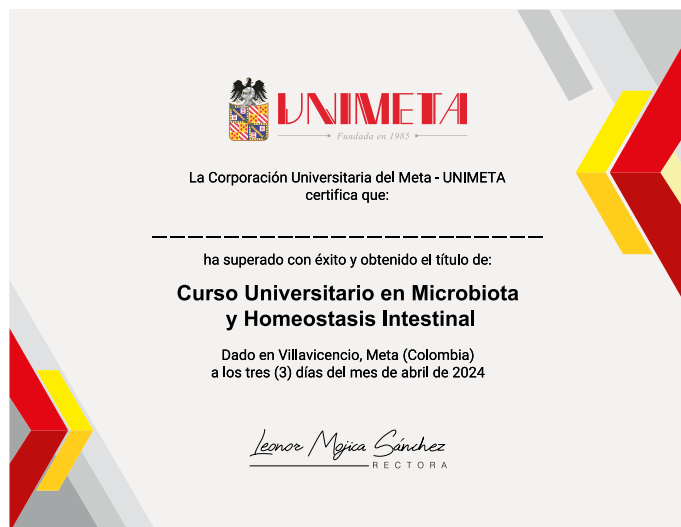 UNIMETA
Fundada en 1985
La Corporación Universitaria del Meta - UNIMETA
certifica que:
ha superado con éxito y obtenido el título de:
Curso Universitario en Microbiota
y Homeostasis Intestinal
Dado en Villavicencio, Meta (Colombia)
a los tres (3) días del mes de abril de 2024
Leonor Mojica Sánchez
RECTORA